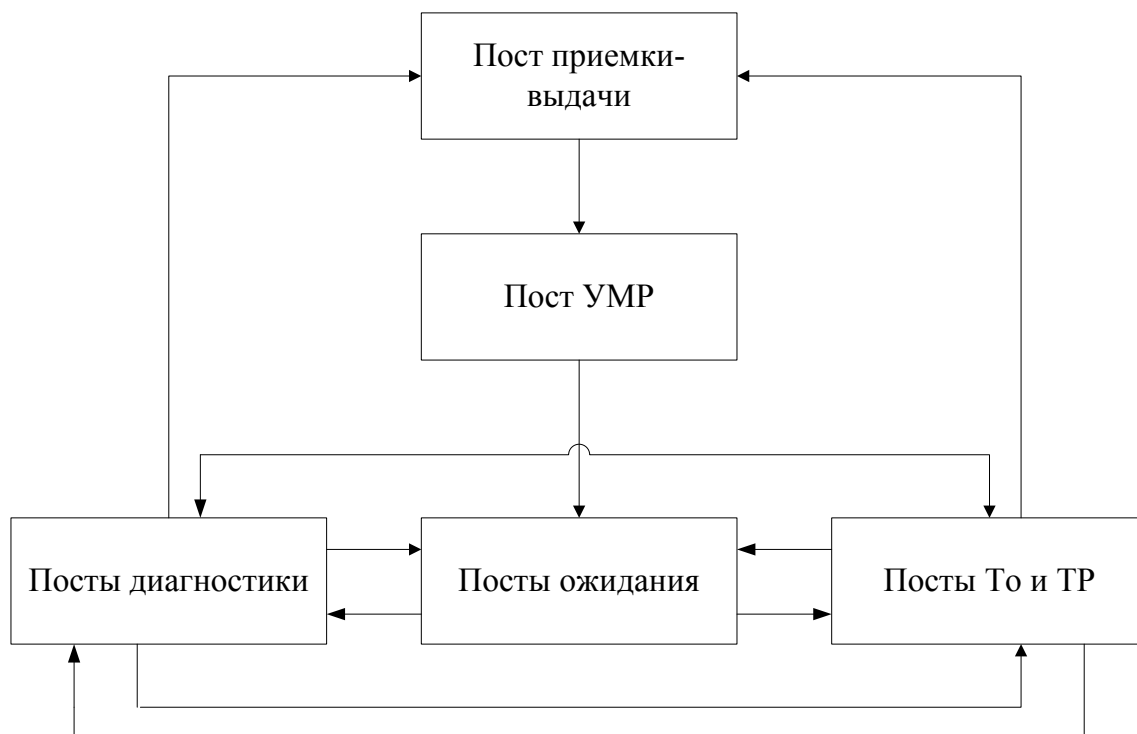 Пост приемки-
выдачи
Пост УМР
Посты диагностики
Посты ожидания
Посты То и ТР